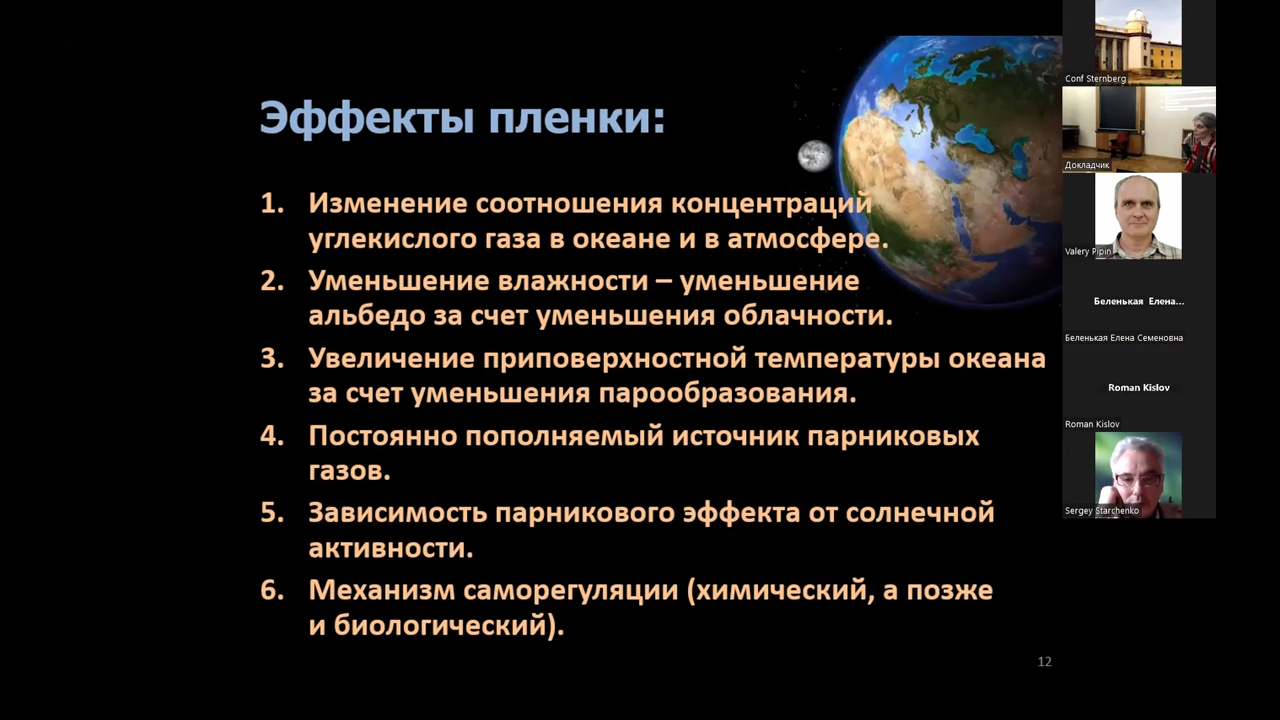 Эффекты пленки:
1. Изменение соотношения концентраций
углекислого газа в океане и в атмосфере.
2. Уменьшение влажности – уменьшение
альбедо за счет уменьшения облачности.
3. Увеличение приповерхностной температуры океана
за счет уменьшения парообразования.
4. Постоянно пополняемый источник парниковых
газов.
5. Зависимость парникового эффекта от солнечной
активности.
6. Механизм саморегуляции (химический, а позже
и биологический).
12
Conf Sternberg
Докладчик
Valery Pipin
Беленькая Елена...
Беленькая Елена Семеновна
Roman Kislov
Roman Kislov
Sergey Starchenko